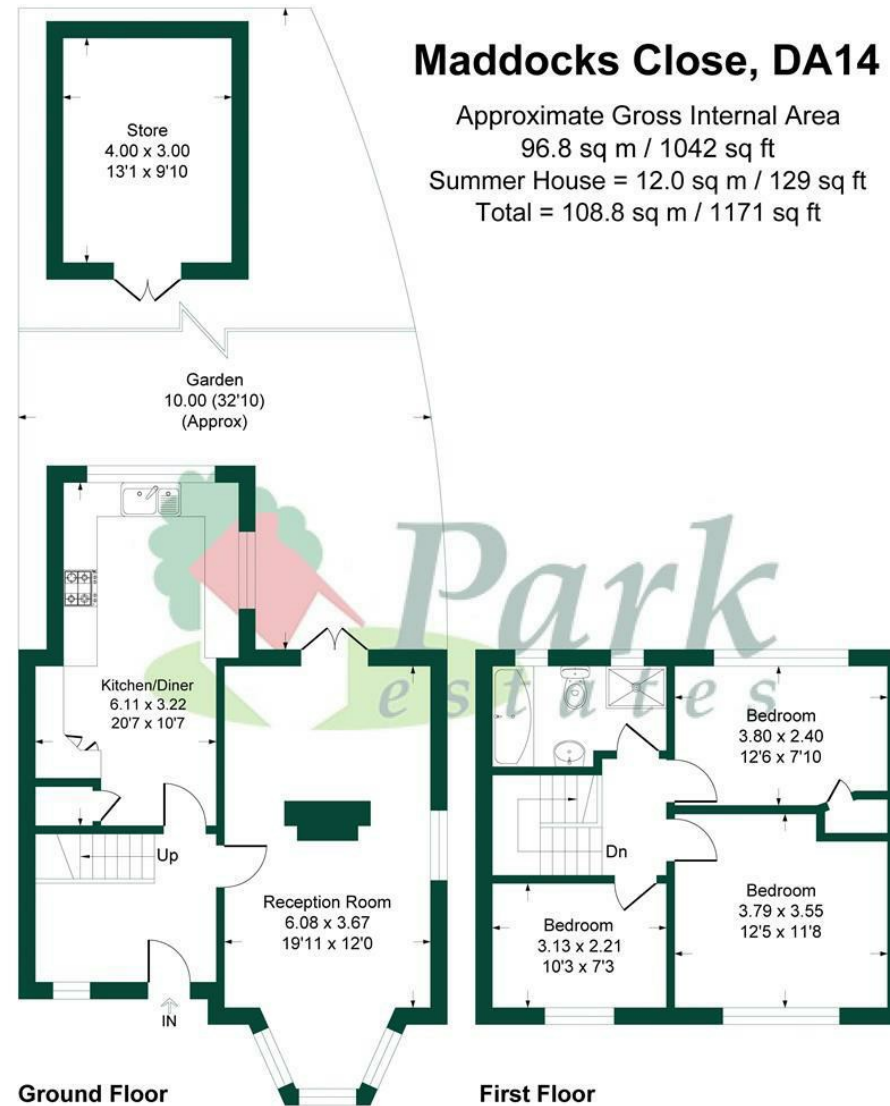 Maddocks Close, DA14
Approximate Gross Internal Area
96.8 sq m / 1042 sq ft
Summer House = 12.0 sq m / 129 sq ft
Total = 108.8 sq m / 1171 sq ft
Store
4.00 x 3.00
13'1 x 9'10
Garden
10.00 (32'10)
(Approx)
Park
estates
Kitchen/Diner
6.11 x 3.22
20'7 x 10'7
Up
Reception Room
6.08 x 3.67
19'11 x 12'0
IN
Ground Floor
Bedroom
3.80 x 2.40
12'6 x 7'10
Dn
Bedroom
3.79 x 3.55
12'5 x 11'8
Bedroom
3.13 x 2.21
10'3 x 7'3
First Floor